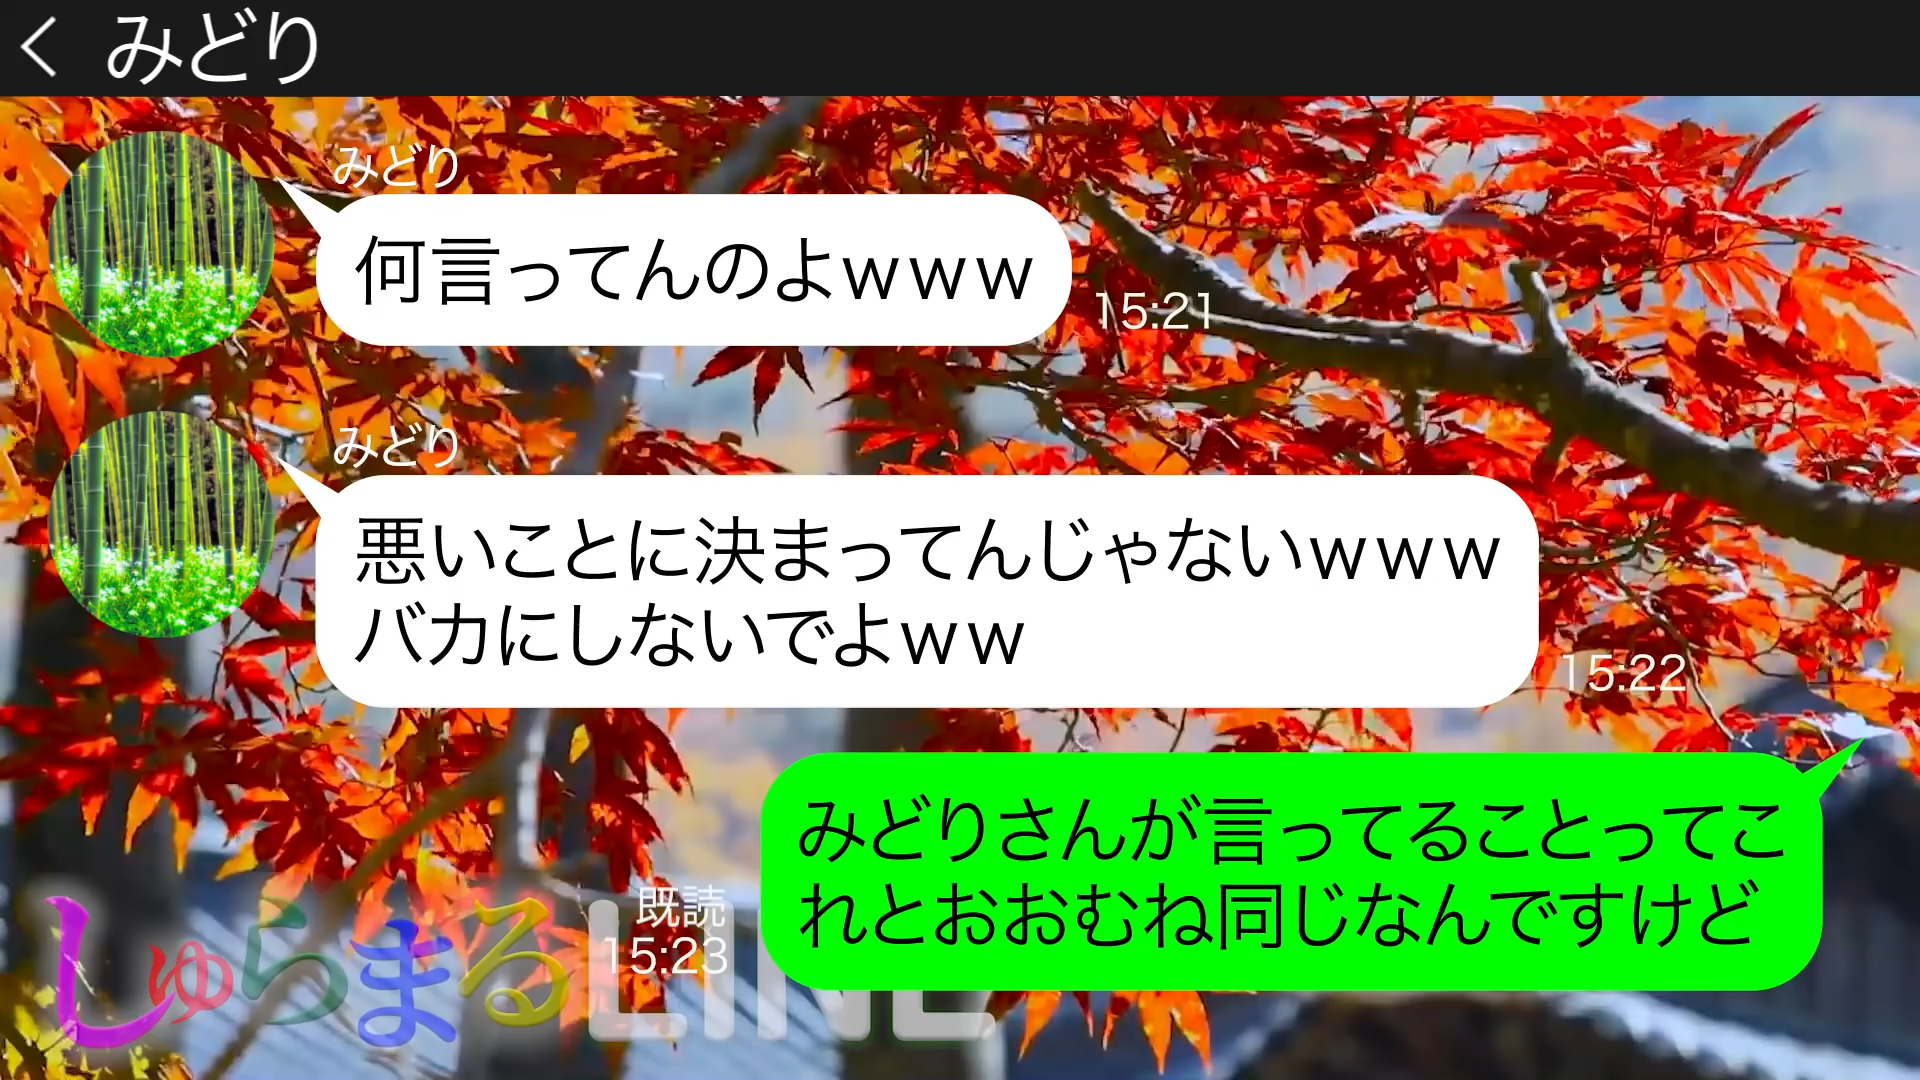 みどり
みどり
何言ってんのよｗｗｗ
15:21
みどり
悪いことに決まってんじゃないｗｗｗ
バカにしないでよｗｗ
15:22
みどりさんが言ってることってこ
れとおおむね同じなんですけど
既読
15:23
しゅらまるLINE